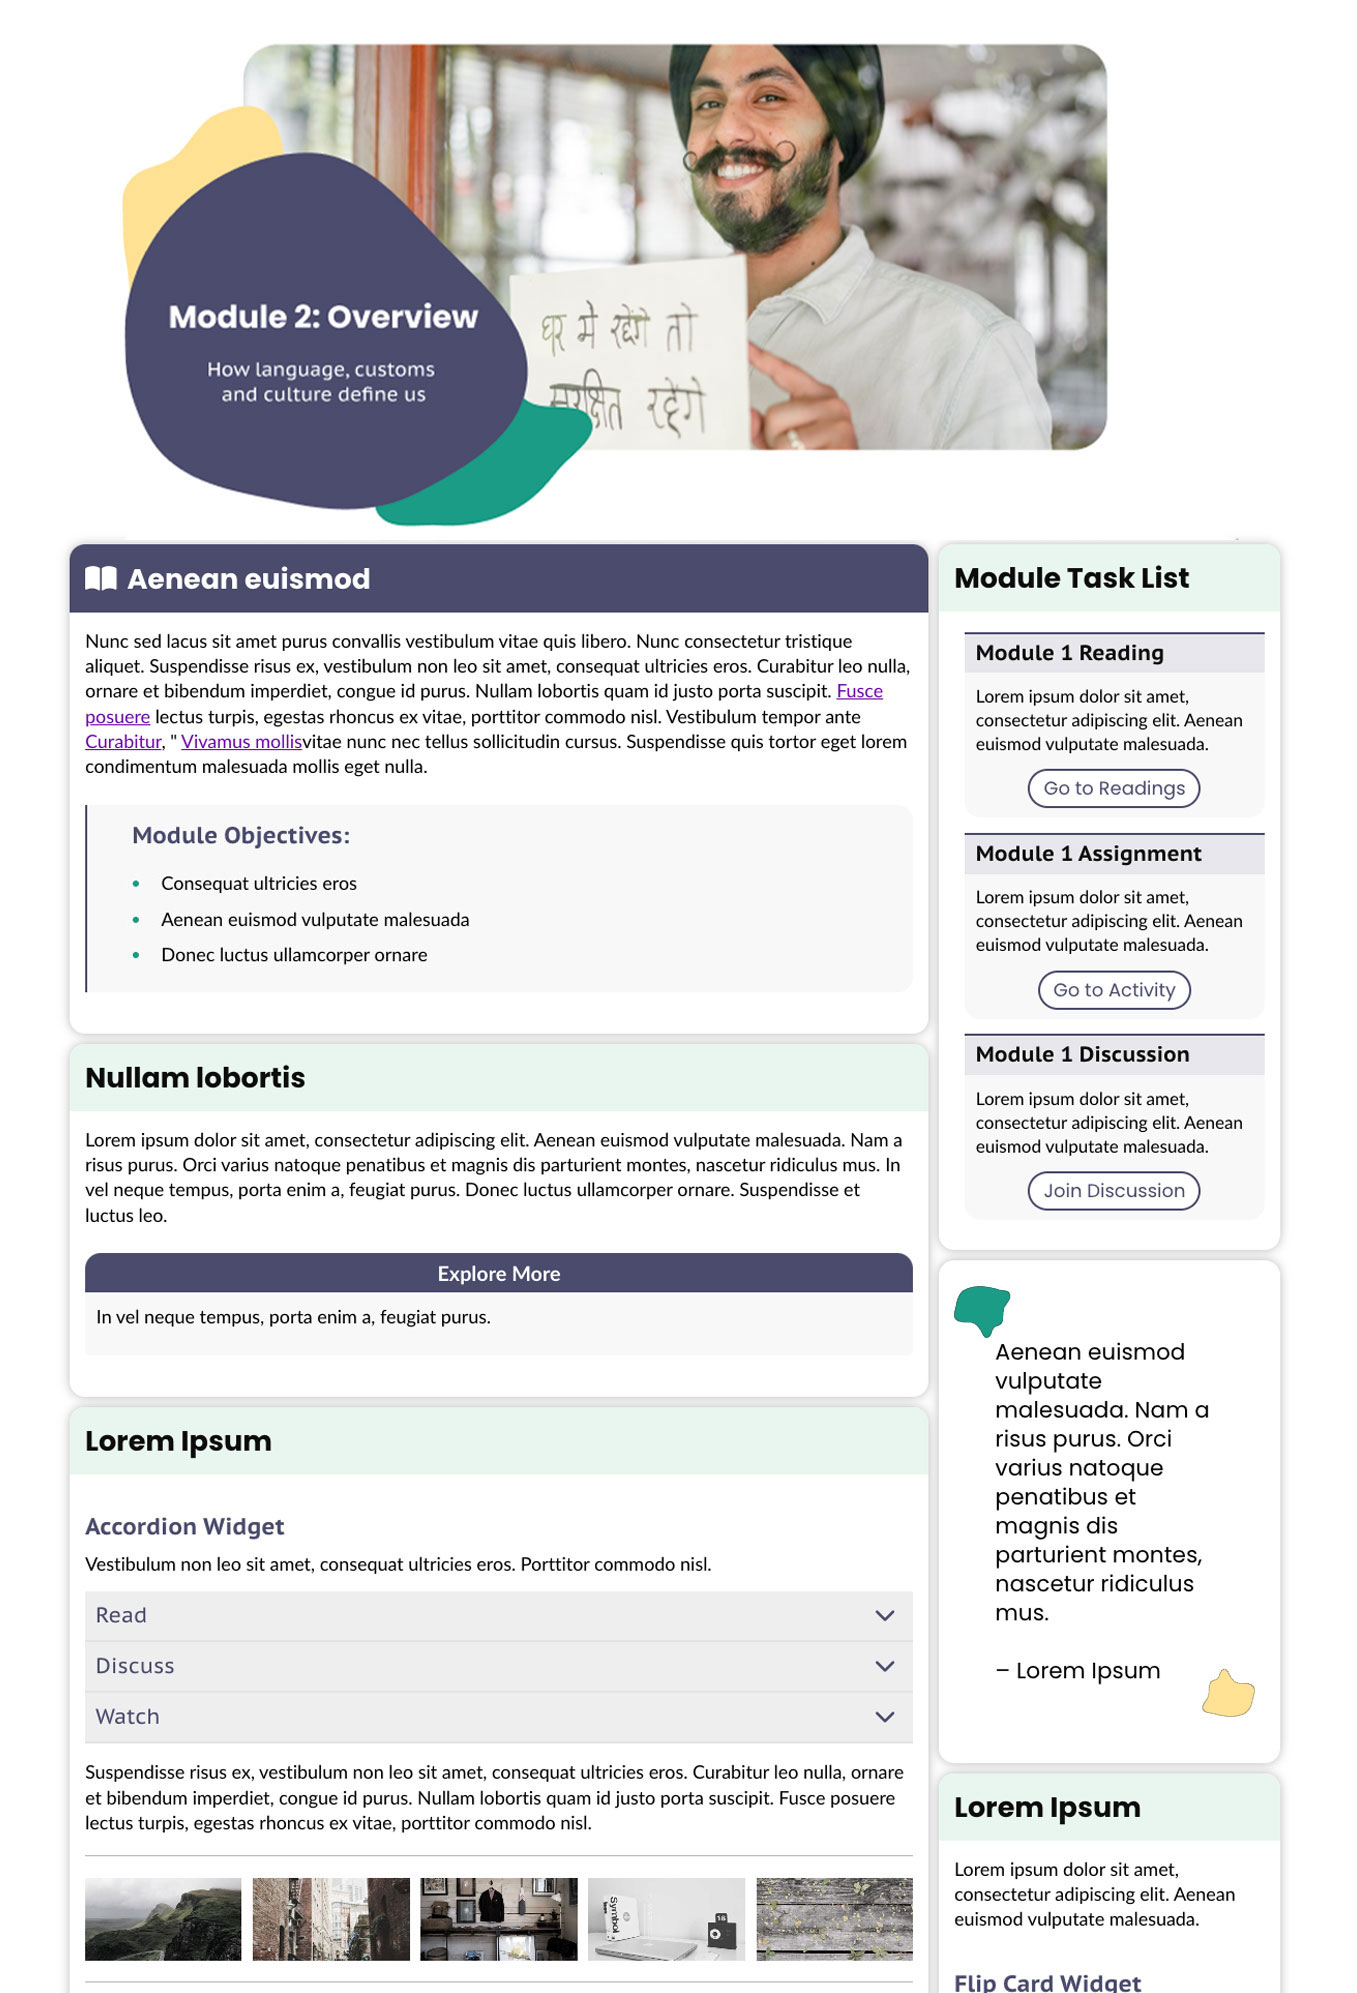 Module 2: Overview
How language, customs
and culture define us
घर मे रहेंगे तो
सुरक्षित रहेंगे
Aenean euismod
Nunc sed lacus sit amet purus convallis vestibulum vitae quis libero. Nunc consectetur tristique
aliquet. Suspendisse risus ex, vestibulum non leo sit amet, consequat ultricies eros. Curabitur leo nulla,
ornare et bibendum imperdiet, congue id purus. Nullam lobortis quam id justo porta suscipit. Fusce
posuere lectus turpis, egestas rhoncus ex vitae, porttitor commodo nisl. Vestibulum tempor ante
Curabitur, " Vivamus mollisvitae nunc nec tellus sollicitudin cursus. Suspendisse quis tortor eget lorem
condimentum malesuada mollis eget nulla.
Module Objectives:
• Consequat ultricies eros
• Aenean euismod vulputate malesuada
• Donec luctus ullamcorper ornare
Nullam lobortis
Lorem ipsum dolor sit amet, consectetur adipiscing elit. Aenean euismod vulputate malesuada. Nam a
risus purus. Orci varius natoque penatibus et magnis dis parturient montes, nascetur ridiculus mus. In
vel neque tempus, porta enim a, feugiat purus. Donec luctus ullamcorper ornare. Suspendisse et
luctus leo.
Explore More
In vel neque tempus, porta enim a, feugiat purus.
Lorem Ipsum
Accordion Widget
Vestibulum non leo sit amet, consequat ultricies eros. Porttitor commodo nisl.
Read
Discuss
Watch
Suspendisse risus ex, vestibulum non leo sit amet, consequat ultricies eros. Curabitur leo nulla, ornare
et bibendum imperdiet, congue id purus. Nullam lobortis quam id justo porta suscipit. Fusce posuere
lectus turpis, egestas rhoncus ex vitae, porttitor commodo nisl.
Symbol
18
Module Task List
Module 1 Reading
Lorem ipsum dolor sit amet,
consectetur adipiscing elit. Aenean
euismod vulputate malesuada.
Go to Readings
Module 1 Assignment
Lorem ipsum dolor sit amet,
consectetur adipiscing elit. Aenean
euismod vulputate malesuada.
Go to Activity
Module 1 Discussion
Lorem ipsum dolor sit amet,
consectetur adipiscing elit. Aenean
euismod vulputate malesuada.
Join Discussion
Aenean euismod
vulputate
malesuada. Nam a
risus purus. Orci
varius natoque
penatibus et
magnis dis
parturient montes,
nascetur ridiculus
mus.
– Lorem Ipsum
Lorem Ipsum
Lorem ipsum dolor sit amet,
consectetur adipiscing elit. Aenean
euismod vulputate malesuada.
Flip Card Widget